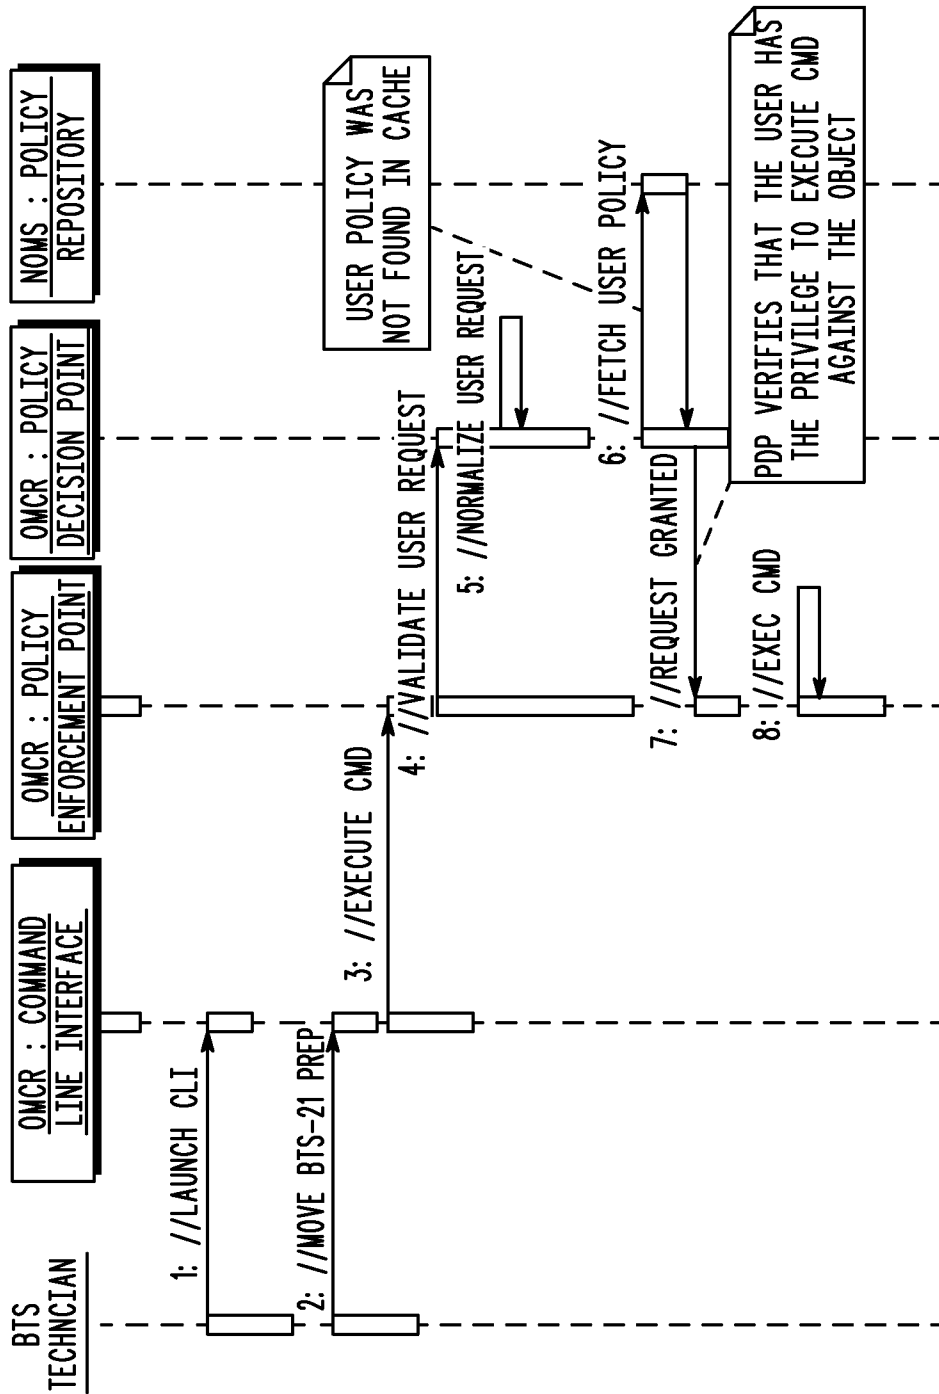 BTS
TECHNCIAN
OMCR : COMMAND
LINE INTERFACE
OMCR : POLICY
ENFORCEMENT POINT
OMCR : POLICY
DECISION POINT
NOMS : POLICY
REPOSITORY
1: //LAUNCH CLI
2: //MOVE BTS-21 PREP
3: //EXECUTE CMD
4: //VALIDATE USER REQUEST
USER POLICY WAS
NOT FOUND IN CACHE
5: //NORMALIZE USER REQUEST
6: //FETCH USER POLICY
7: //REQUEST GRANTED
PDP VERIFIES THAT THE USER HAS
THE PRIVILEGE TO EXECUTE CMD
AGAINST THE OBJECT
8: //EXEC CMD